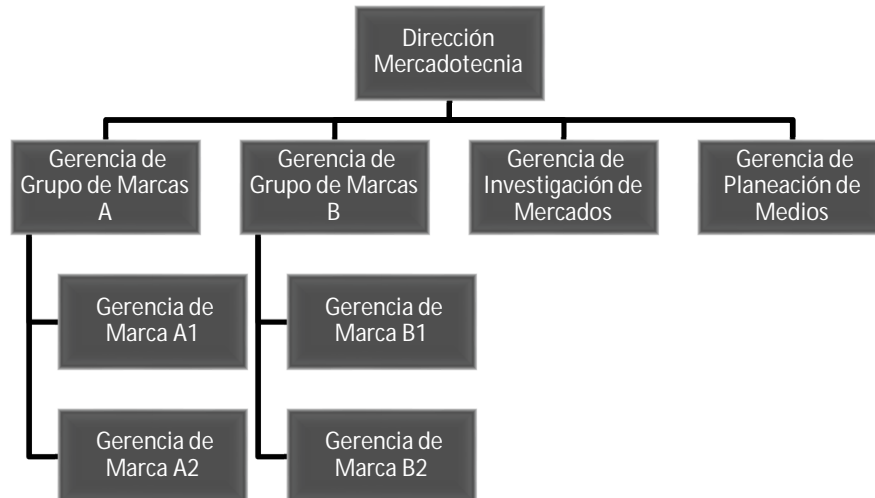 Dirección
Mercadotecnia
Gerencia de
Grupo de Marcas
A
Gerencia de
Grupo de Marcas
B
Gerencia de
Investigación de
Mercados
Gerencia de
Planeación de
Medios
Gerencia de
Marca A1
Gerencia de
Marca B1
Gerencia de
Marca A2
Gerencia de
Marca B2